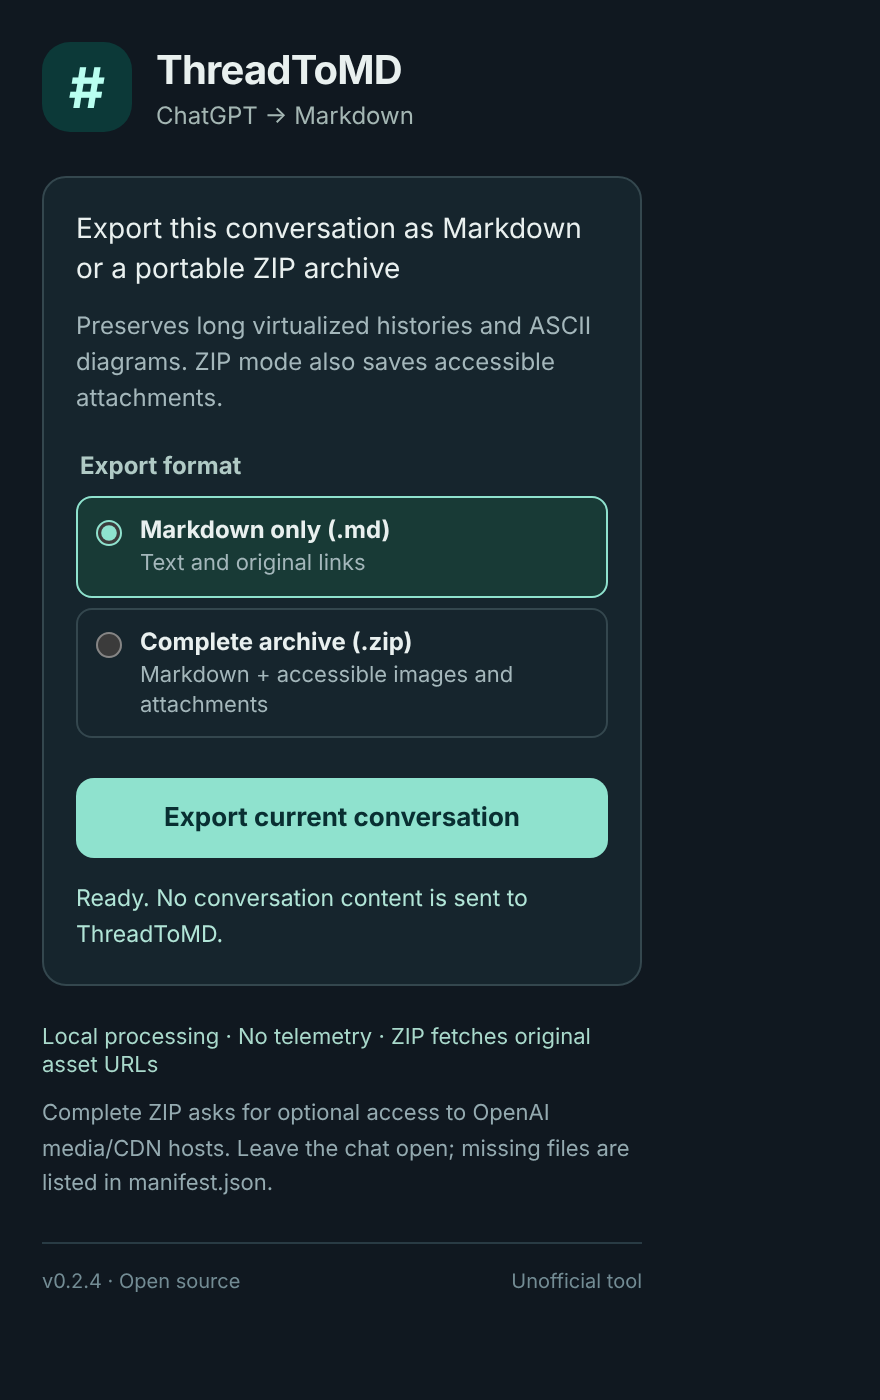 #
ThreadToMD
ChatGPT → Markdown
Export this conversation as Markdown
or a portable ZIP archive
Preserves long virtualized histories and ASCII
diagrams. ZIP mode also saves accessible
attachments.
Export format
Markdown only (.md)
Text and original links
Complete archive (.zip)
Markdown + accessible images and
attachments
Export current conversation
Ready. No conversation content is sent to
ThreadToMD.
Local processing · No telemetry · ZIP fetches original
asset URLs
Complete ZIP asks for optional access to OpenAI
media/CDN hosts. Leave the chat open; missing files are
listed in manifest.json.
v0.2.4 · Open source
Unofficial tool